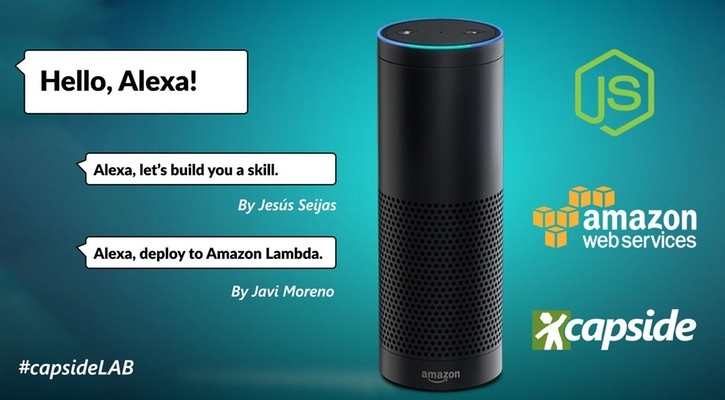 Hello, Alexa!
Alexa, let's build you a skill.
By Jesús Seijas
Alexa, deploy to Amazon Lambda.
By Javi Moreno
#capsideLAB
amazon
JS
amazon
web services
capside